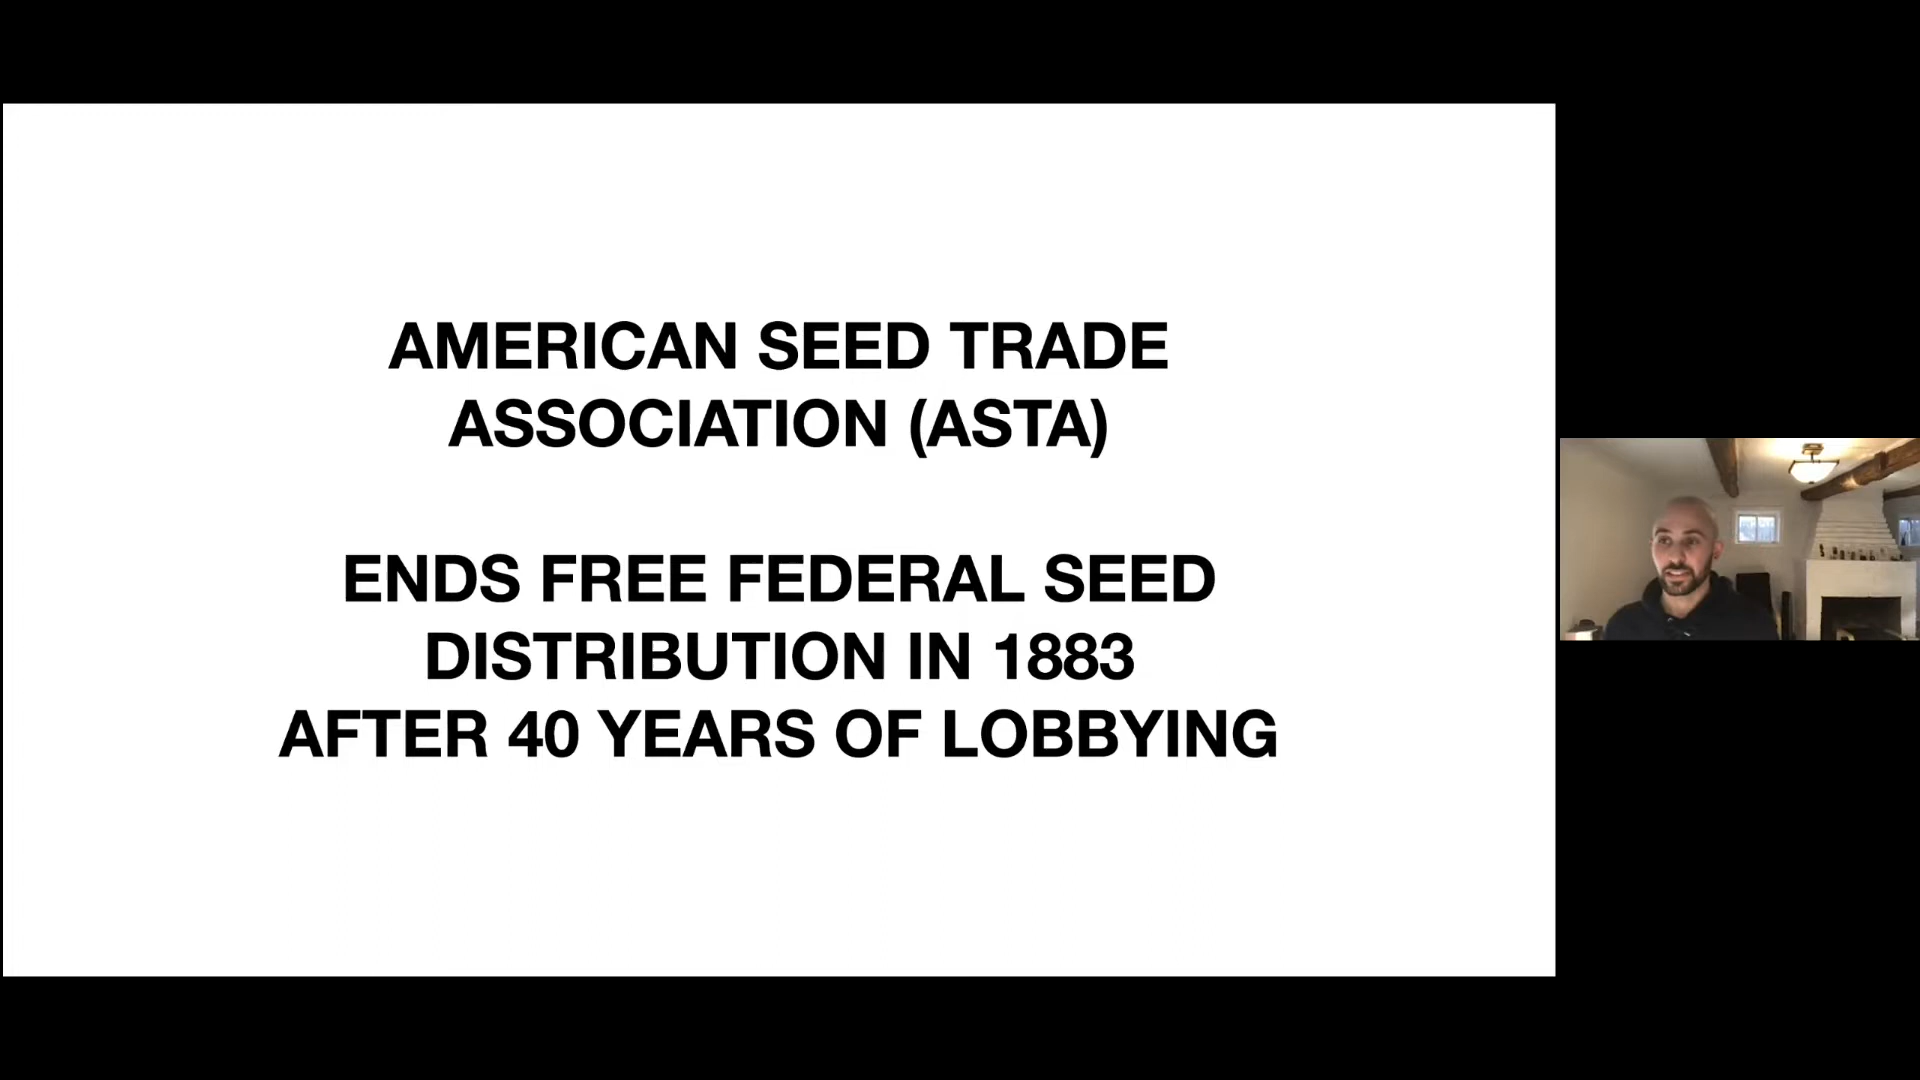 AMERICAN SEED TRADE
ASSOCIATION (ASTA)
ENDS FREE FEDERAL SEED
DISTRIBUTION IN 1883
AFTER 40 YEARS OF LOBBYING